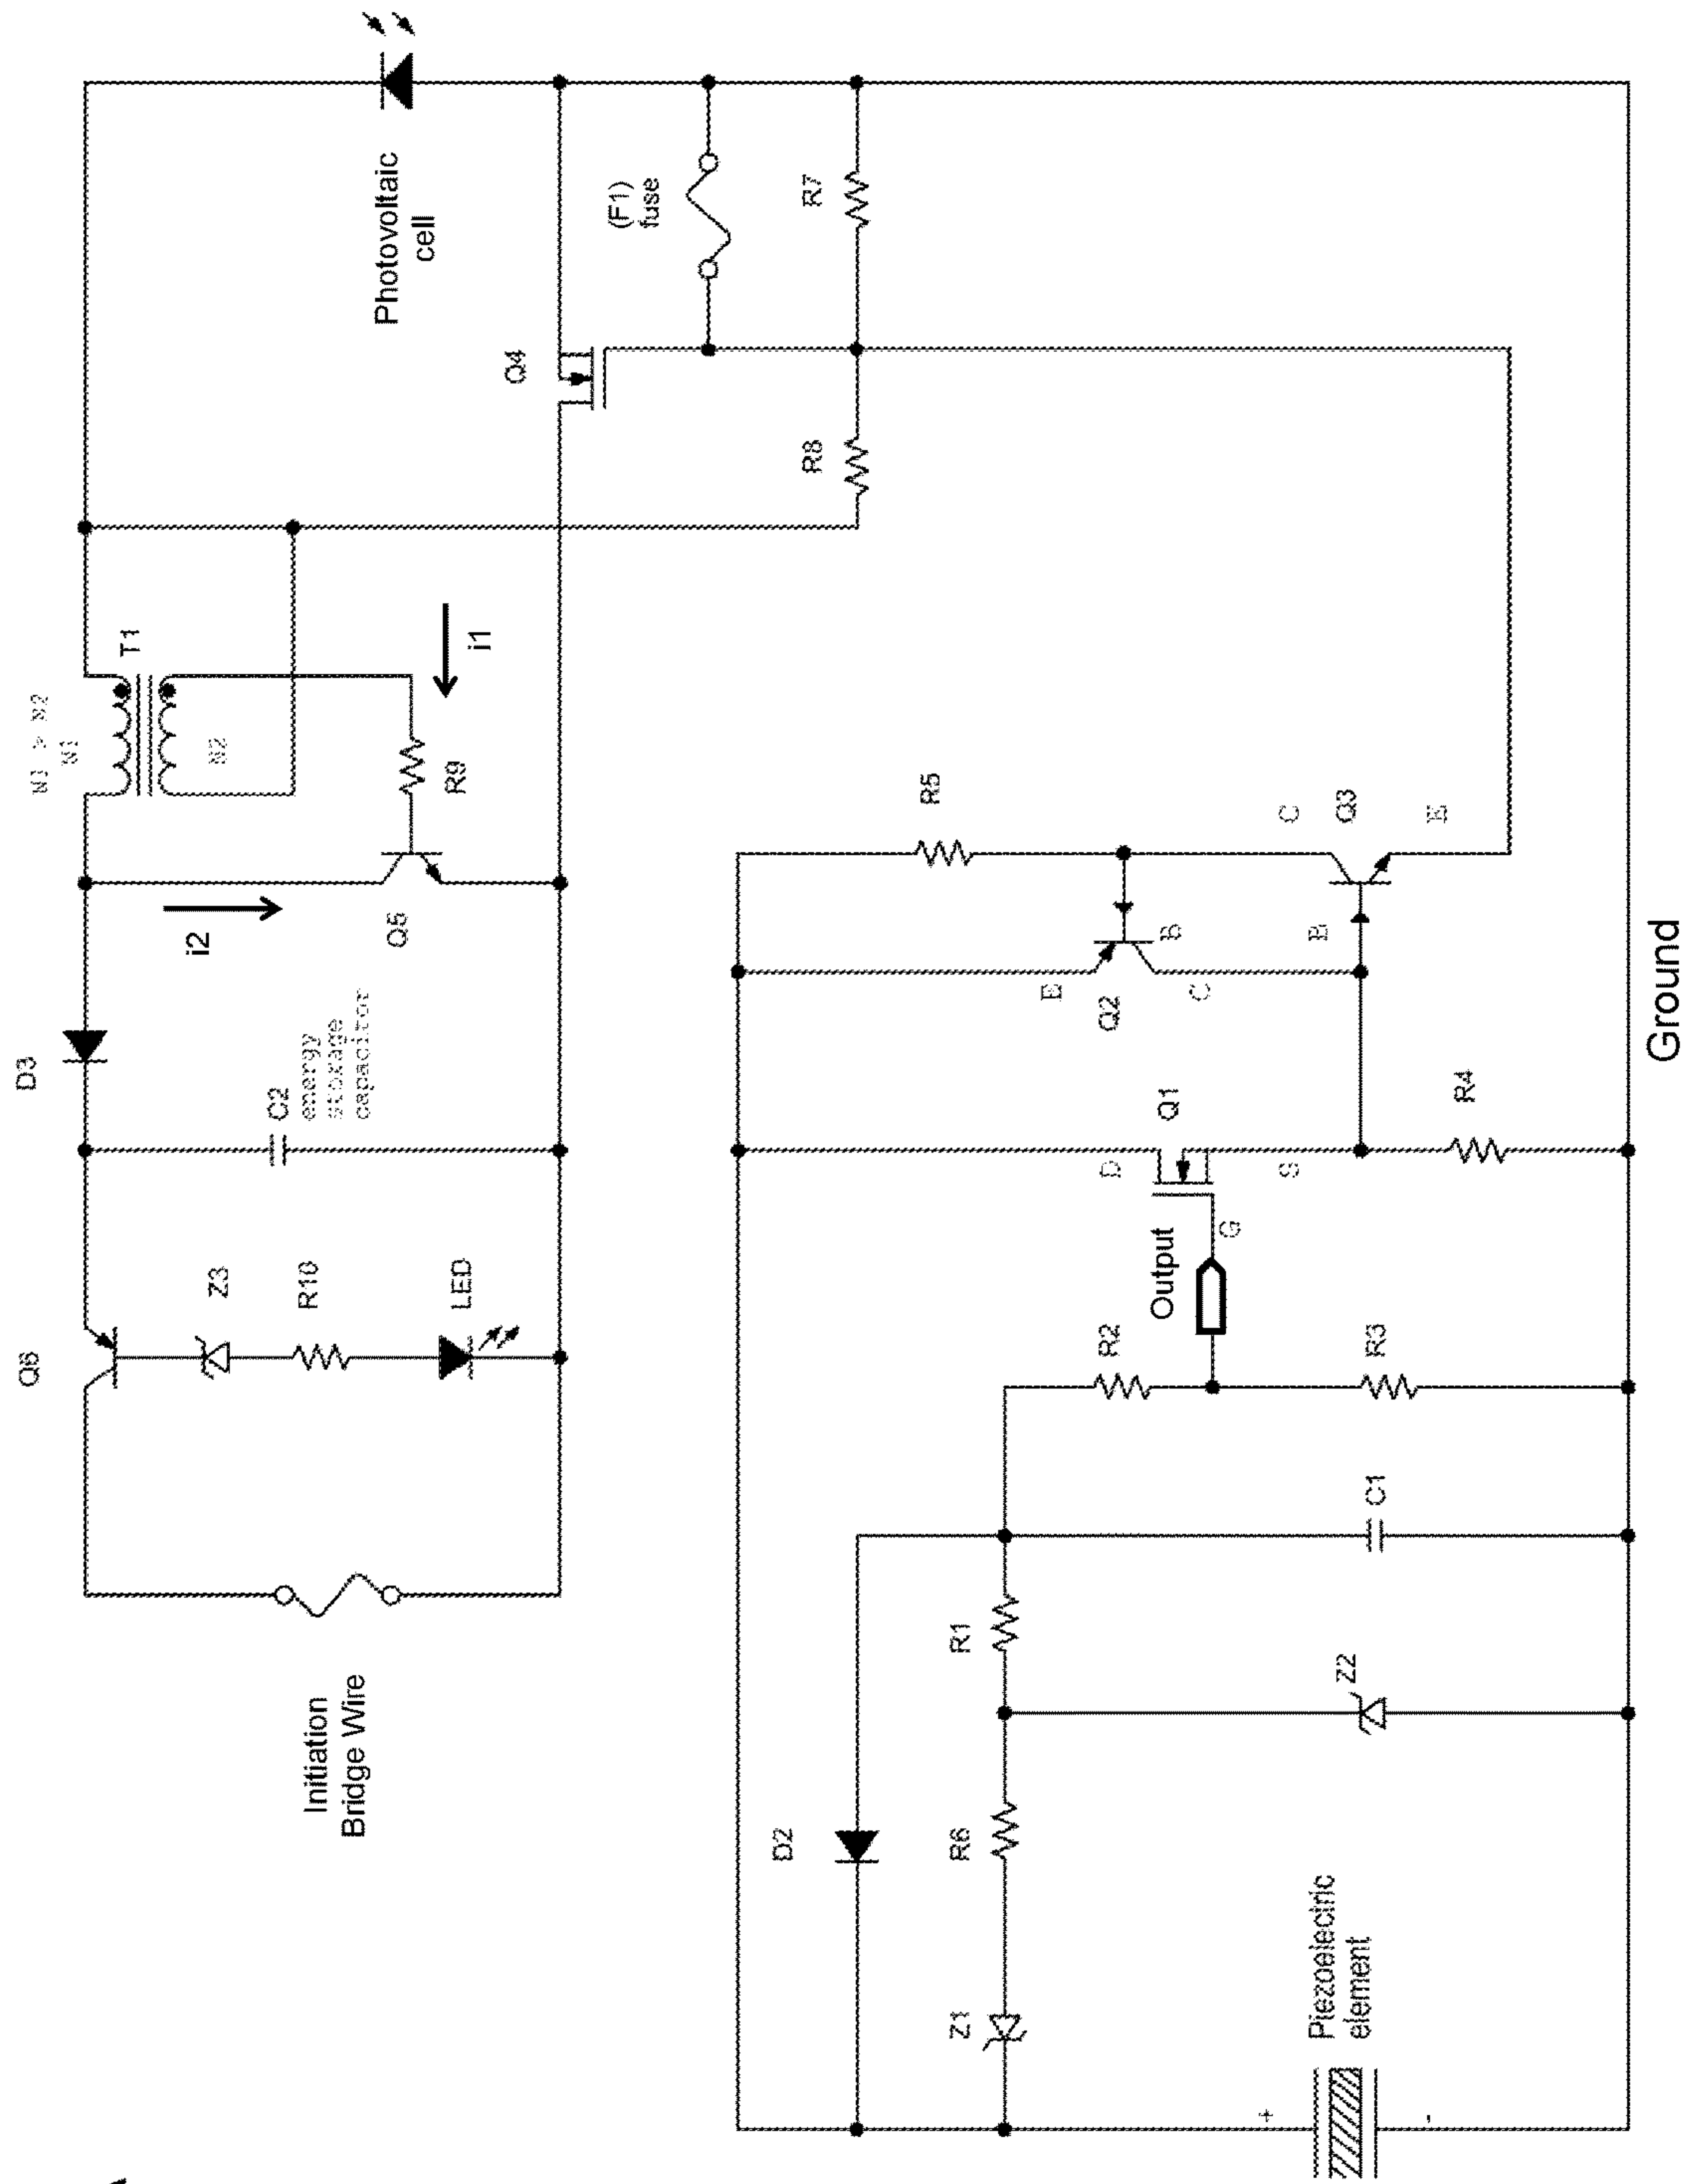 Photovoltaic
cell
(F1)
fuse
R7
Q4
R8
T1
N1 > N2
N1
N2
i1
R9
i2
Q5
D3
C2
energy
storage
capacitor
Q6
Z3
R10
LED
Initiation
Bridge Wire
R5
C
Q3
E
B
B
E
Q2
C
D
Q1
S
G
R4
Output
R2
R3
C1
R1
Z2
D2
R6
Z1
Piezoelectric
element
+
-
Ground